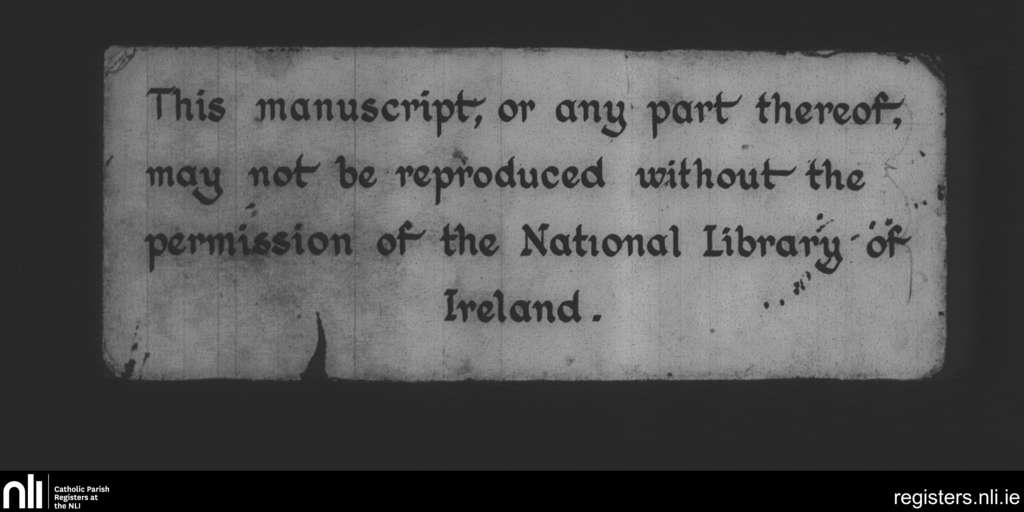 This manuscript, or any part thereof,
may not be reproduced without the
permission of the National Library of
Ireland.
nli
Catholic Parish
Registers at
the NLI
registers.nli.ie